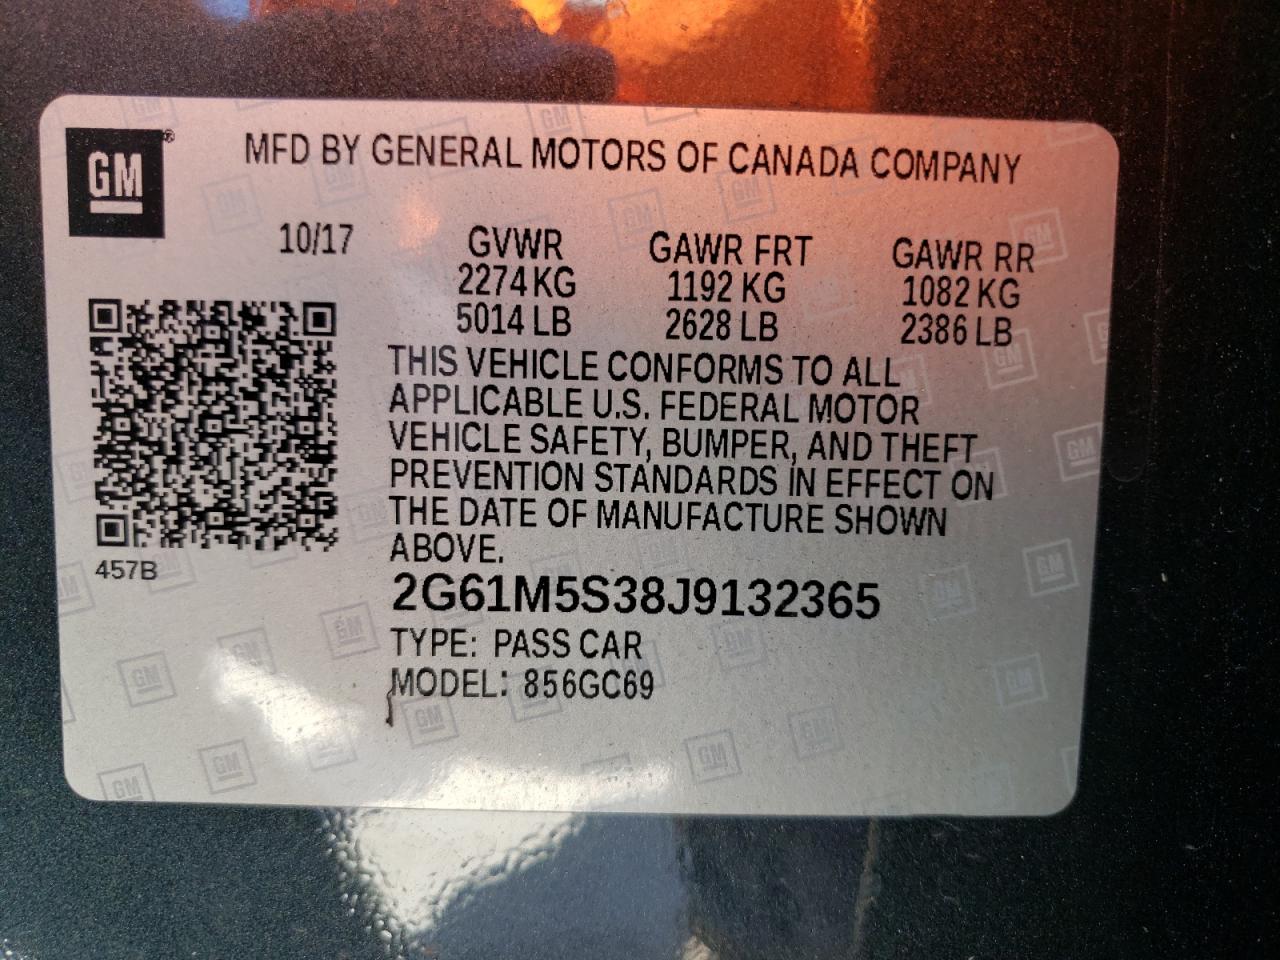 GM®
MFD BY GENERAL MOTORS OF CANADA COMPANY
10/17
GVWR GAWR FRT GAWR RR
2274 KG 1192 KG 1082 KG
5014 LB 2628 LB 2386 LB
THIS VEHICLE CONFORMS TO ALL
APPLICABLE U.S. FEDERAL MOTOR
VEHICLE SAFETY, BUMPER, AND THEFT
PREVENTION STANDARDS IN EFFECT ON
THE DATE OF MANUFACTURE SHOWN
ABOVE.
457B
2G61M5S38J9132365
TYPE: PASS CAR
MODEL: 856GC69